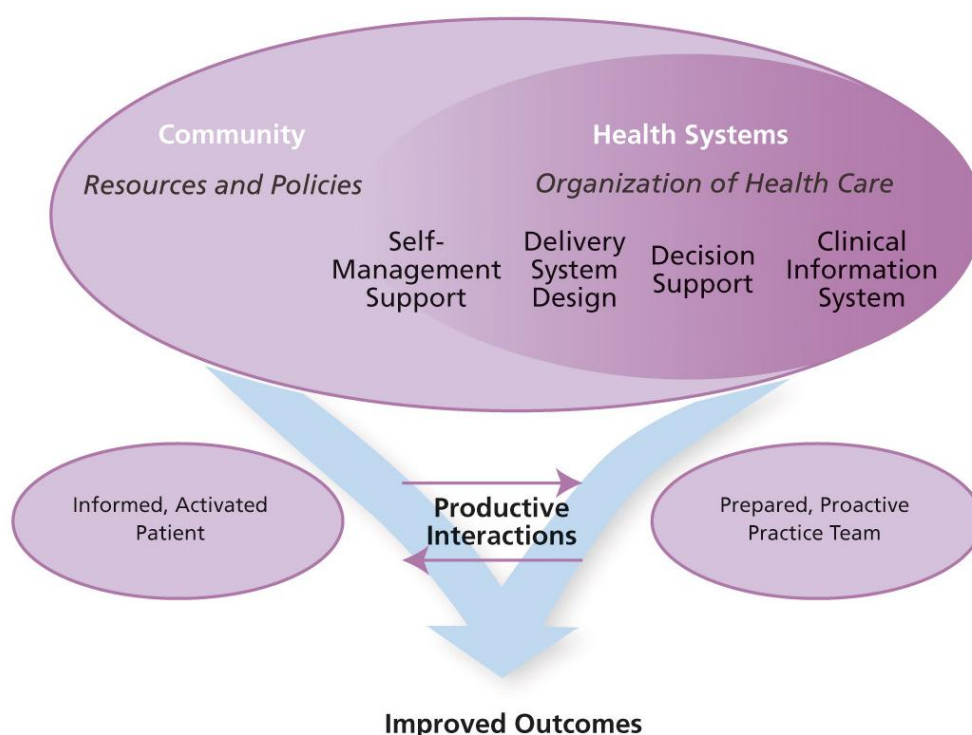 Community
Resources and Policies
Health Systems
Organization of Health Care
Self-
Management
Support
Delivery
System
Design
Decision
Support
Clinical
Information
System
Informed, Activated
Patient
Productive
Interactions
Prepared, Proactive
Practice Team
Improved Outcomes